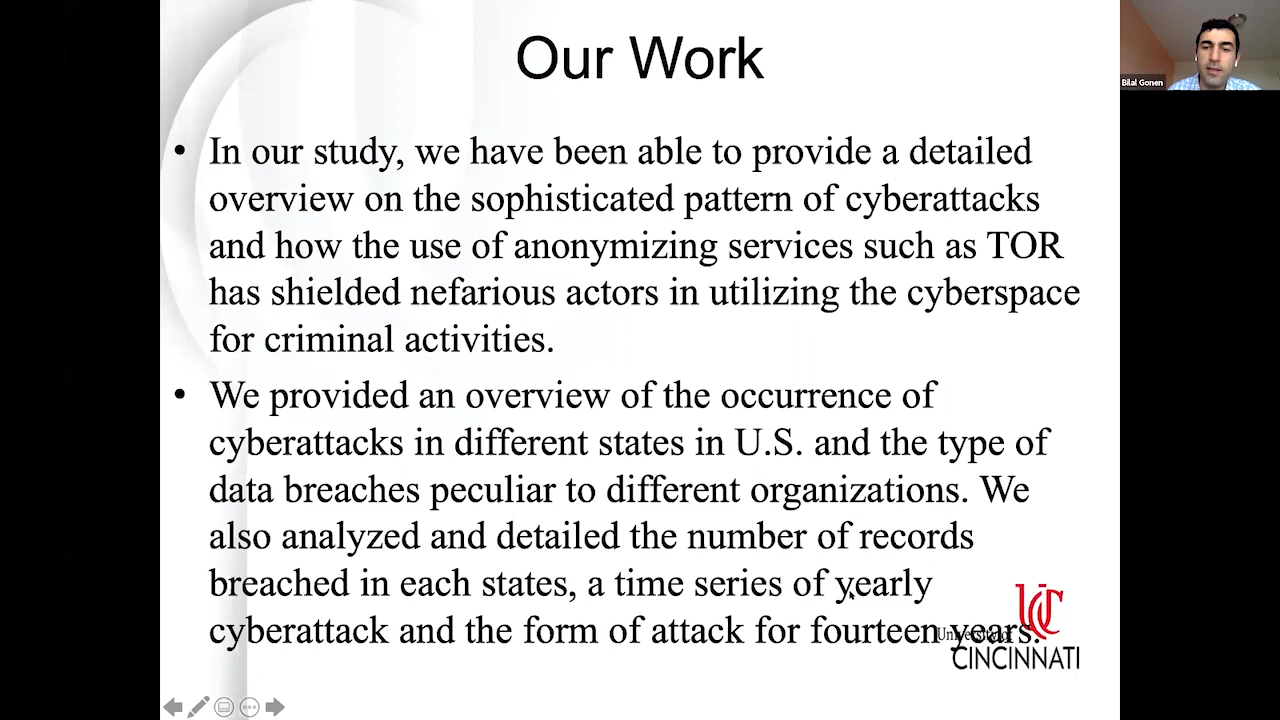 Our Work
• In our study, we have been able to provide a detailed
overview on the sophisticated pattern of cyberattacks
and how the use of anonymizing services such as TOR
has shielded nefarious actors in utilizing the cyberspace
for criminal activities.
• We provided an overview of the occurrence of
cyberattacks in different states in U.S. and the type of
data breaches peculiar to different organizations. We
also analyzed and detailed the number of records
breached in each states, a time series of yearly
cyberattack and the form of attack for fourteen years.
UC
University of
CINCINNATI
Bilal Gonen